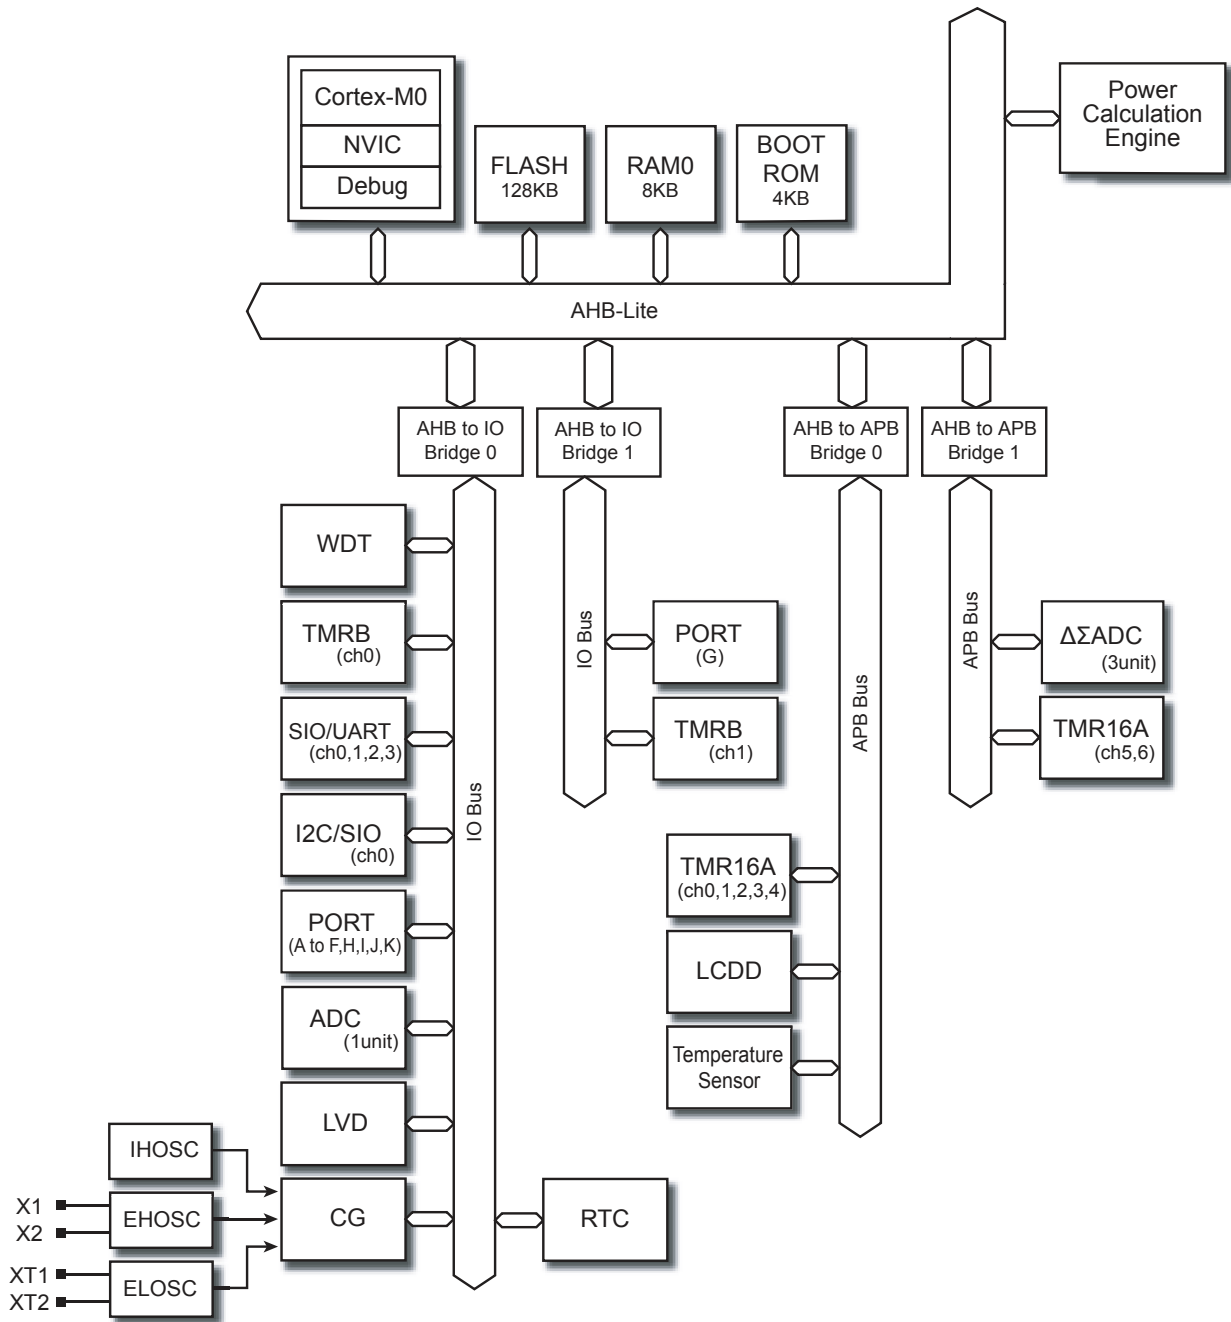 Cortex-M0
NVIC
Debug
FLASH
128KB
RAM0
8KB
BOOT
ROM
4KB
Power
Calculation
Engine
AHB-Lite
AHB to IO
Bridge 0
AHB to IO
Bridge 1
AHB to APB
Bridge 0
AHB to APB
Bridge 1
WDT
TMRB
(ch0)
SIO/UART
(ch0,1,2,3)
I2C/SIO
(ch0)
PORT
(A to F,H,I,J,K)
ADC
(1unit)
LVD
CG
IO Bus
RTC
IHOSC
X1
X2
EHOSC
XT1
XT2
ELOSC
IO Bus
PORT
(G)
TMRB
(ch1)
APB Bus
TMR16A
(ch0,1,2,3,4)
LCDD
Temperature
Sensor
APB Bus
ΔΣADC
(3unit)
TMR16A
(ch5,6)